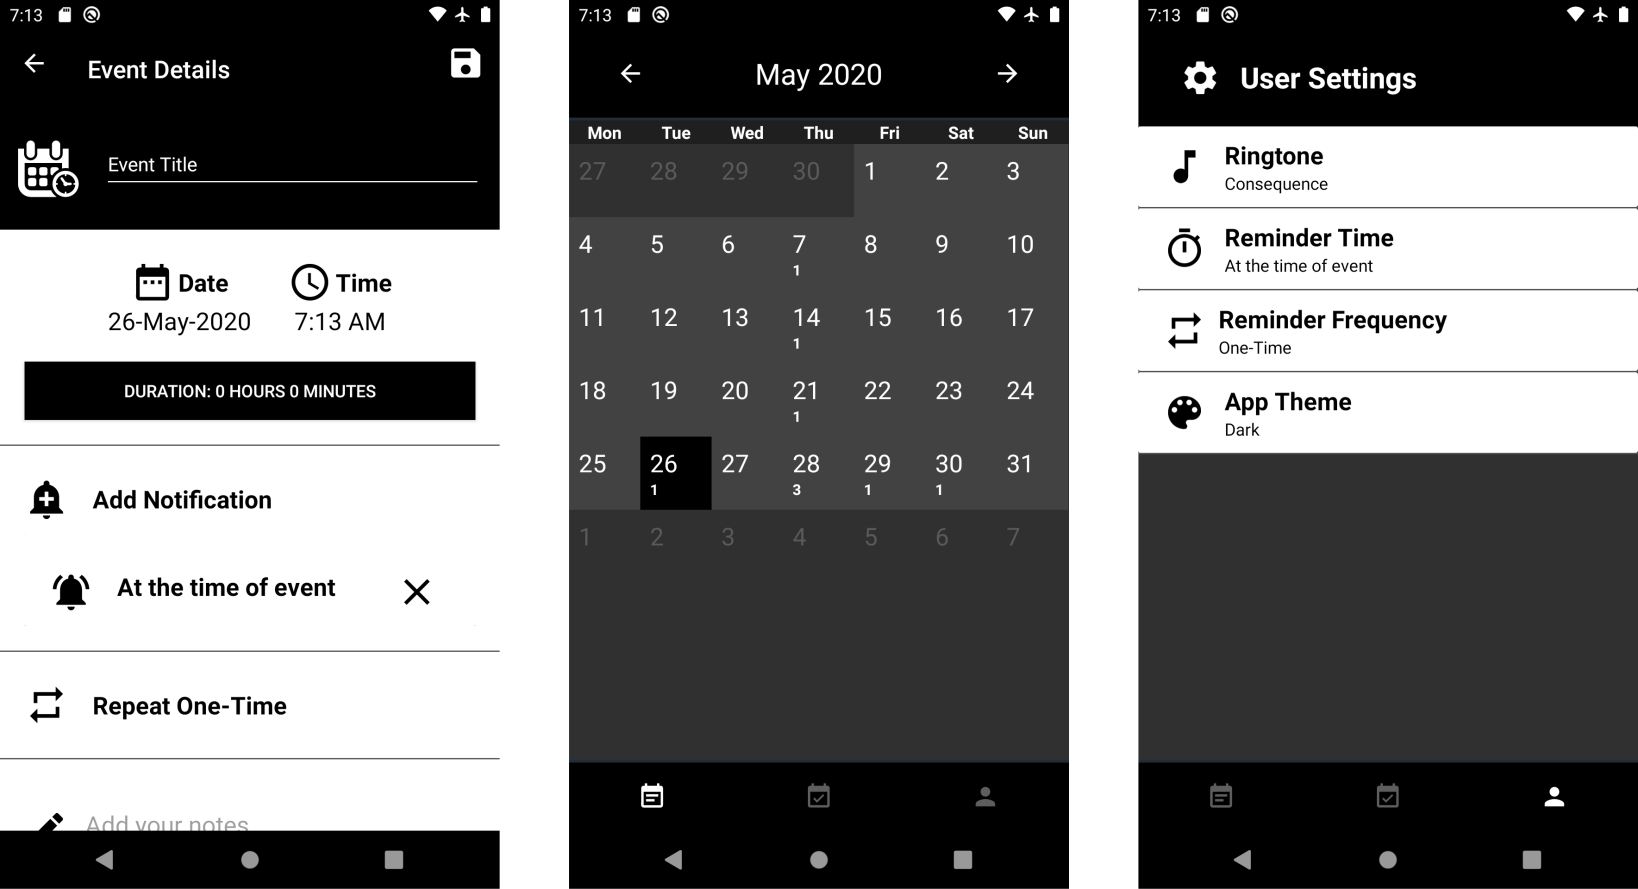 7:13
Event Details
Event Title
Date
Time
26-May-2020
7:13 AM
DURATION: 0 HOURS 0 MINUTES
Add Notification
At the time of event
Repeat One-Time
Add your notes
7:13
May 2020
Mon Tue Wed Thu Fri Sat Sun
27 28 29 30 1 2 3
4 5 6 7 8 9 10
1
11 12 13 14 15 16 17
1
18 19 20 21 22 23 24
1
25 26 27 28 29 30 31
1 3 1 1
1 2 3 4 5 6 7
7:13
User Settings
Ringtone
Consequence
Reminder Time
At the time of event
Reminder Frequency
One-Time
App Theme
Dark